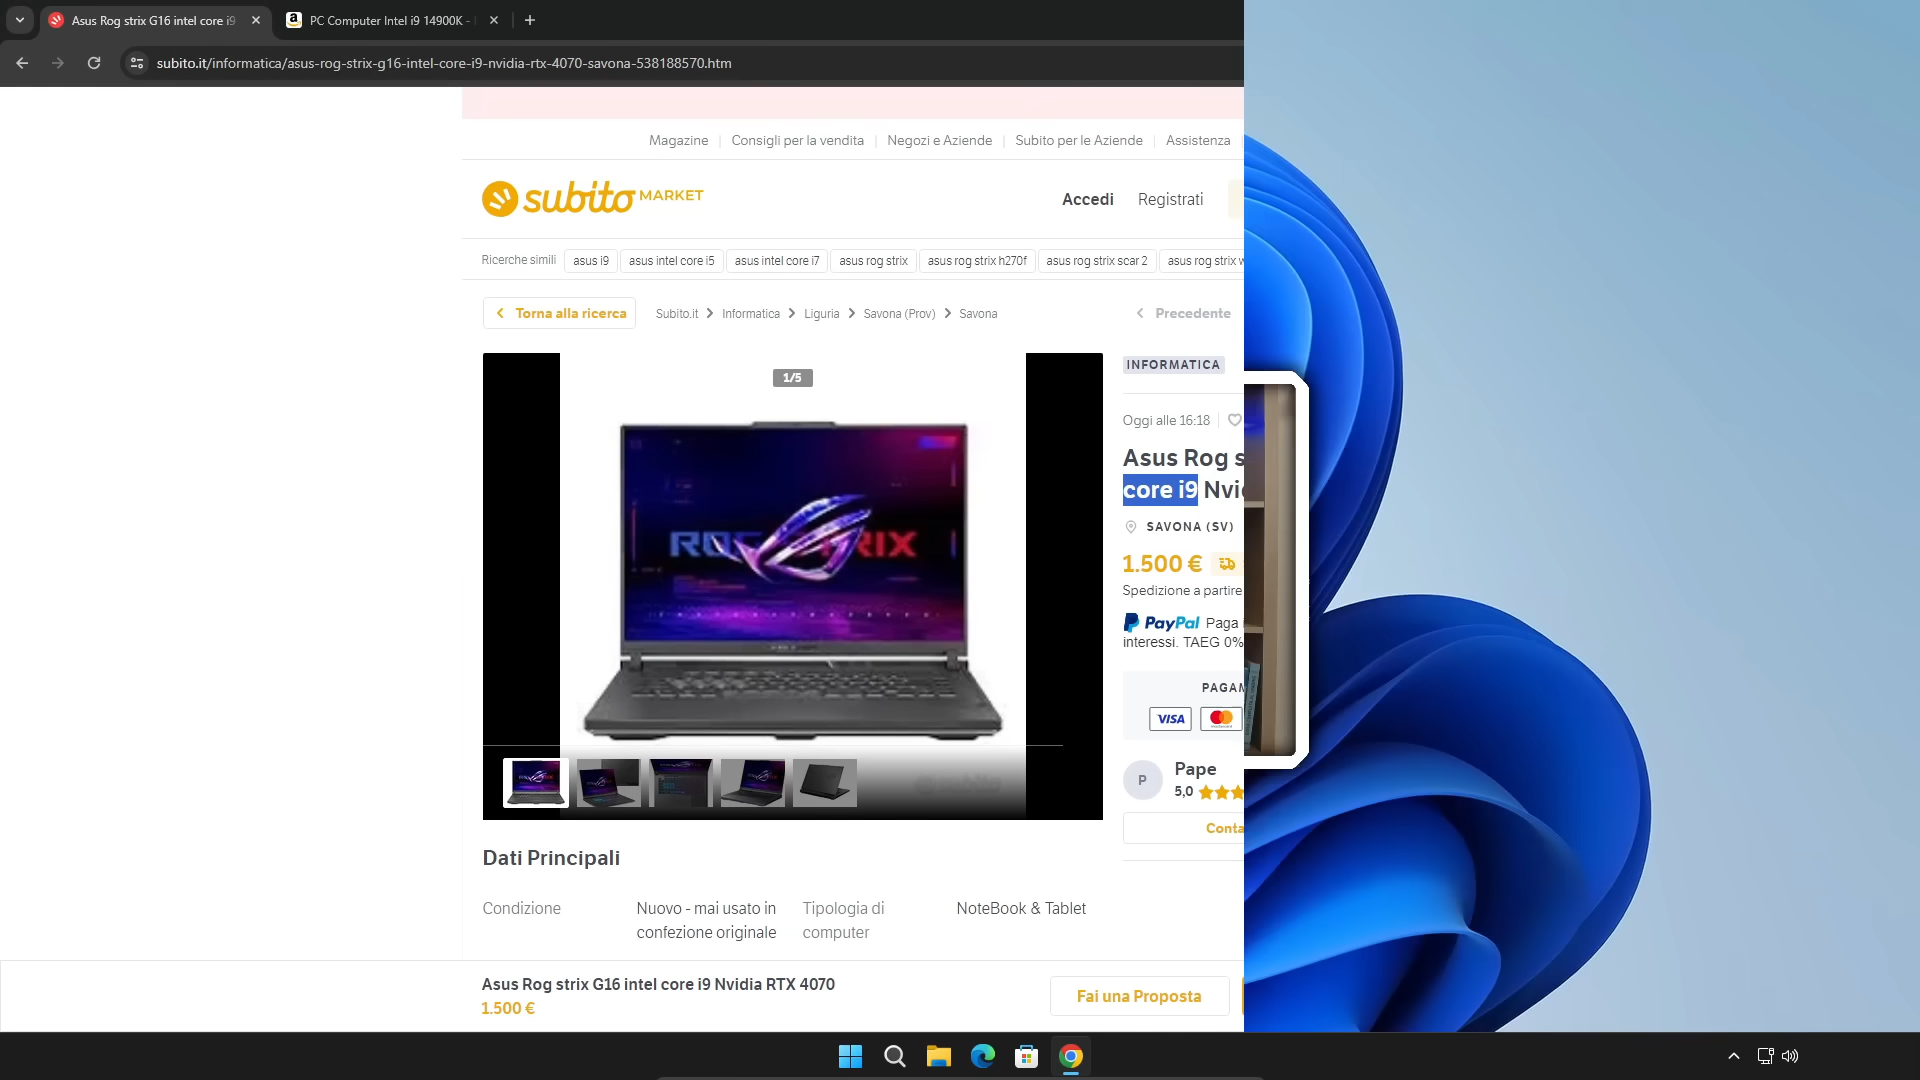 Asus Rog strix G16 intel core i9
PC Computer Intel i9 14900K -
subito.it/informatica/asus-rog-strix-g16-intel-core-i9-nvidia-rtx-4070-savona-538188570.htm
Magazine
Consigli per la vendita
Negozi e Aziende
Subito per le Aziende
Assistenza
subito MARKET
Accedi
Registrati
Ricerche simili
asus i9
asus intel core i5
asus intel core i7
asus rog strix
asus rog strix h270f
asus rog strix scar 2
asus rog strix
Torna alla ricerca
Subito.it
Informatica
Liguria
Savona (Prov)
Savona
Precedente
1/5
INFORMATICA
Oggi alle 16:18
Asus Rog s
core i9 Nvi
SAVONA (SV)
1.500 €
Spedizione a partire
PayPal Paga
interessi. TAEG 0%
PAGAM
VISA
P
Pape
5,0
Conta
Dati Principali
Condizione
Nuovo - mai usato in
confezione originale
Tipologia di
computer
NoteBook & Tablet
Asus Rog strix G16 intel core i9 Nvidia RTX 4070
1.500 €
Fai una Proposta